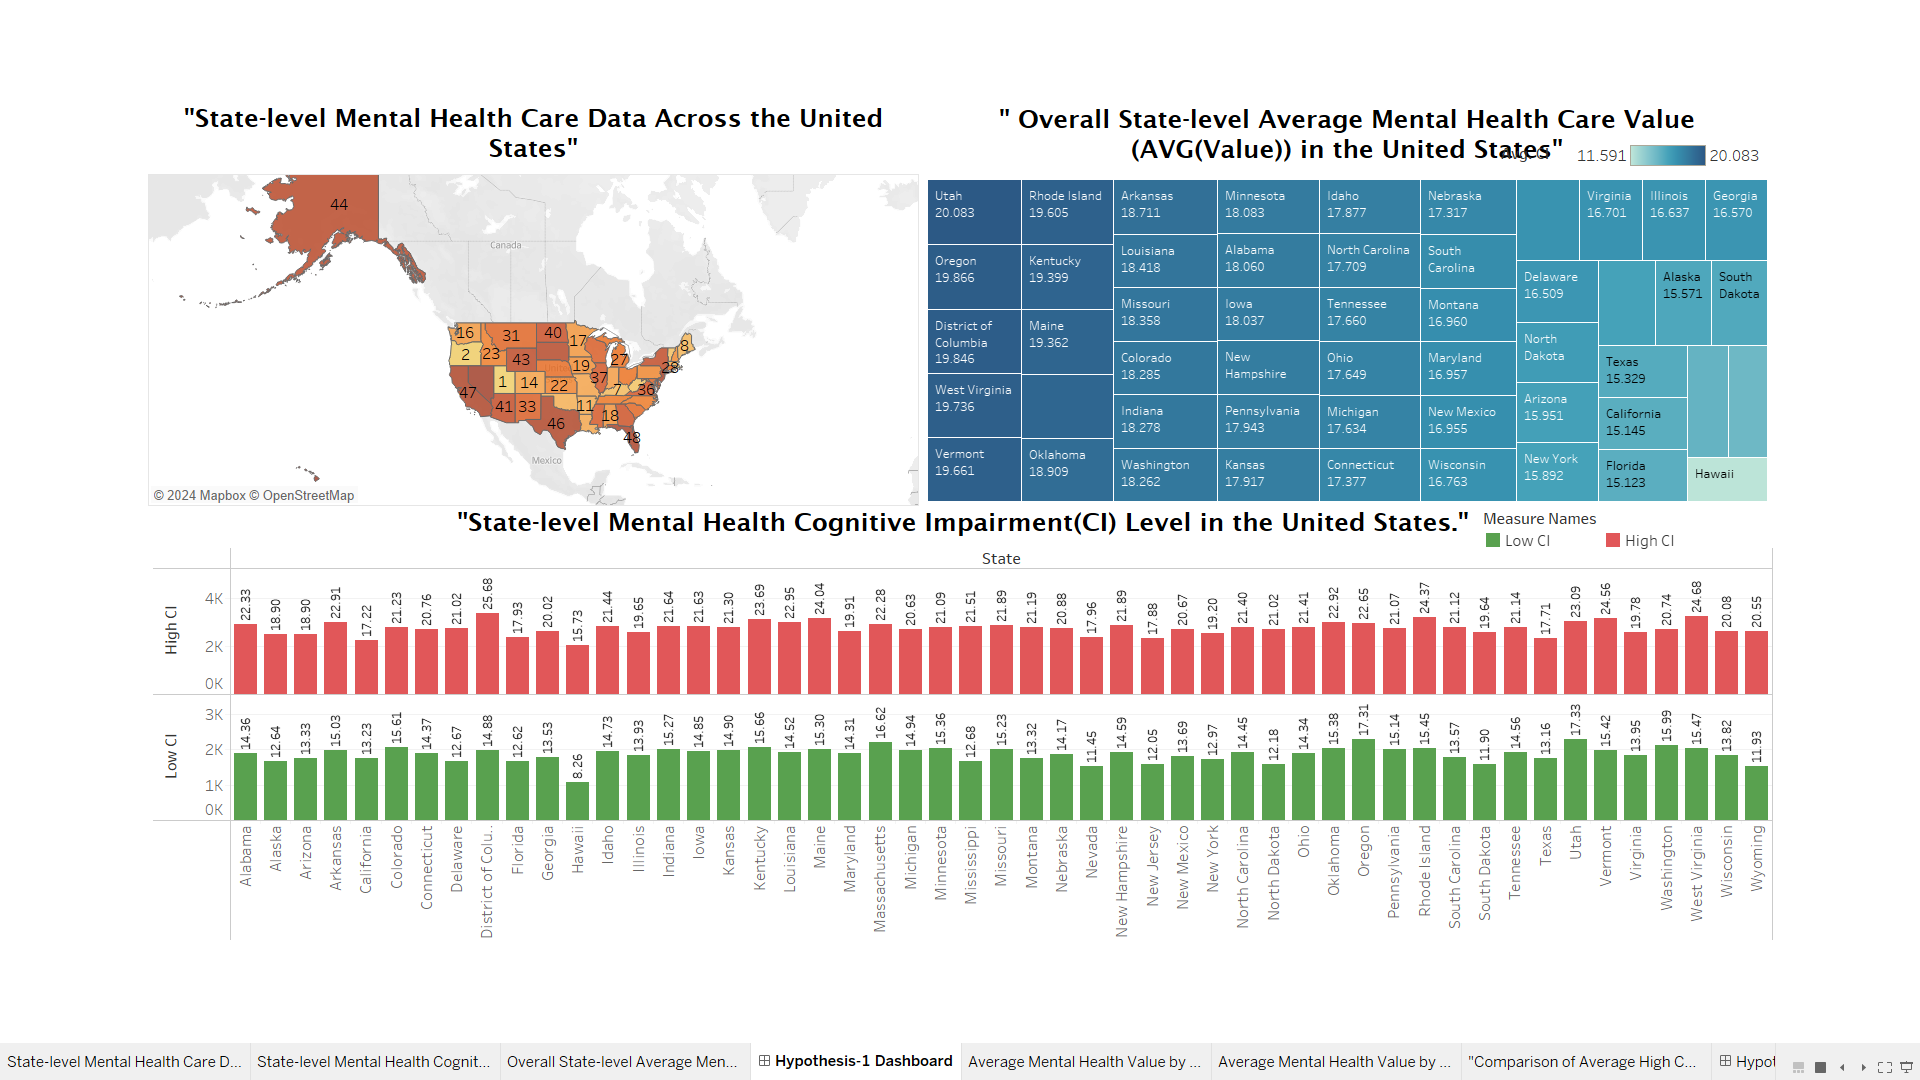 "State-level Mental Health Care Data Across the United
States"
" Overall State-level Average Mental Health Care Value
(AVG(Value)) in the United States"
11.591
20.083
44
Canada
16
31
40
17
8
2
23
43
27
28
19
47
1
14
22
37
7
36
41
33
11
18
46
48
Mexico
© 2024 Mapbox © OpenStreetMap
Utah
20.083
Oregon
19.866
District of
Columbia
19.846
West Virginia
19.736
Vermont
19.661
Rhode Island
19.605
Kentucky
19.399
Maine
19.362
Oklahoma
18.909
Arkansas
18.711
Louisiana
18.418
Missouri
18.358
Colorado
18.285
Indiana
18.278
Washington
18.262
Minnesota
18.083
Alabama
18.060
Iowa
18.037
New
Hampshire
Pennsylvania
17.943
Kansas
17.917
Idaho
17.877
North Carolina
17.709
Tennessee
17.660
Ohio
17.649
Michigan
17.634
Connecticut
17.377
Nebraska
17.317
South
Carolina
Montana
16.960
Maryland
16.957
New Mexico
16.955
Wisconsin
16.763
Virginia
16.701
Illinois
16.637
Georgia
16.570
Delaware
16.509
North
Dakota
Arizona
15.951
New York
15.892
Alaska
15.571
South
Dakota
Texas
15.329
California
15.145
Florida
15.123
Hawaii
"State-level Mental Health Cognitive Impairment(CI) Level in the United States."
Measure Names
Low CI
High CI
State
High CI
4K
2K
0K
22.33
18.90
18.90
22.91
17.22
21.23
20.76
21.02
25.68
17.93
20.02
15.73
21.44
19.65
21.64
21.63
21.30
23.69
22.95
24.04
19.91
22.28
20.63
21.09
21.51
21.89
21.19
20.88
17.96
21.89
17.88
20.67
19.20
21.40
21.02
21.41
22.92
22.65
21.07
24.37
21.12
19.64
21.14
17.71
23.09
24.56
19.78
20.74
24.68
20.08
20.55
Low CI
3K
2K
1K
0K
14.36
12.64
13.33
15.03
13.23
15.61
14.37
12.67
14.88
12.62
13.53
8.26
14.73
13.93
15.27
14.85
14.90
15.66
14.52
15.30
14.31
16.62
14.94
15.36
12.68
15.23
13.32
14.17
11.45
14.59
12.05
13.69
12.97
14.45
12.18
14.34
15.38
17.31
15.14
15.45
13.57
11.90
14.56
13.16
17.33
15.42
13.95
15.99
15.47
13.82
11.93
Alabama
Alaska
Arizona
Arkansas
California
Colorado
Connecticut
Delaware
District of Colu..
Florida
Georgia
Hawaii
Idaho
Illinois
Indiana
Iowa
Kansas
Kentucky
Louisiana
Maine
Maryland
Massachusetts
Michigan
Minnesota
Mississippi
Missouri
Montana
Nebraska
Nevada
New Hampshire
New Jersey
New Mexico
New York
North Carolina
North Dakota
Ohio
Oklahoma
Oregon
Pennsylvania
Rhode Island
South Carolina
South Dakota
Tennessee
Texas
Utah
Vermont
Virginia
Washington
West Virginia
Wisconsin
Wyoming
State-level Mental Health Care D...
State-level Mental Health Cognit...
Overall State-level Average Men...
Hypothesis-1 Dashboard
Average Mental Health Value by ...
Average Mental Health Value by ...
"Comparison of Average High C...
Hypot